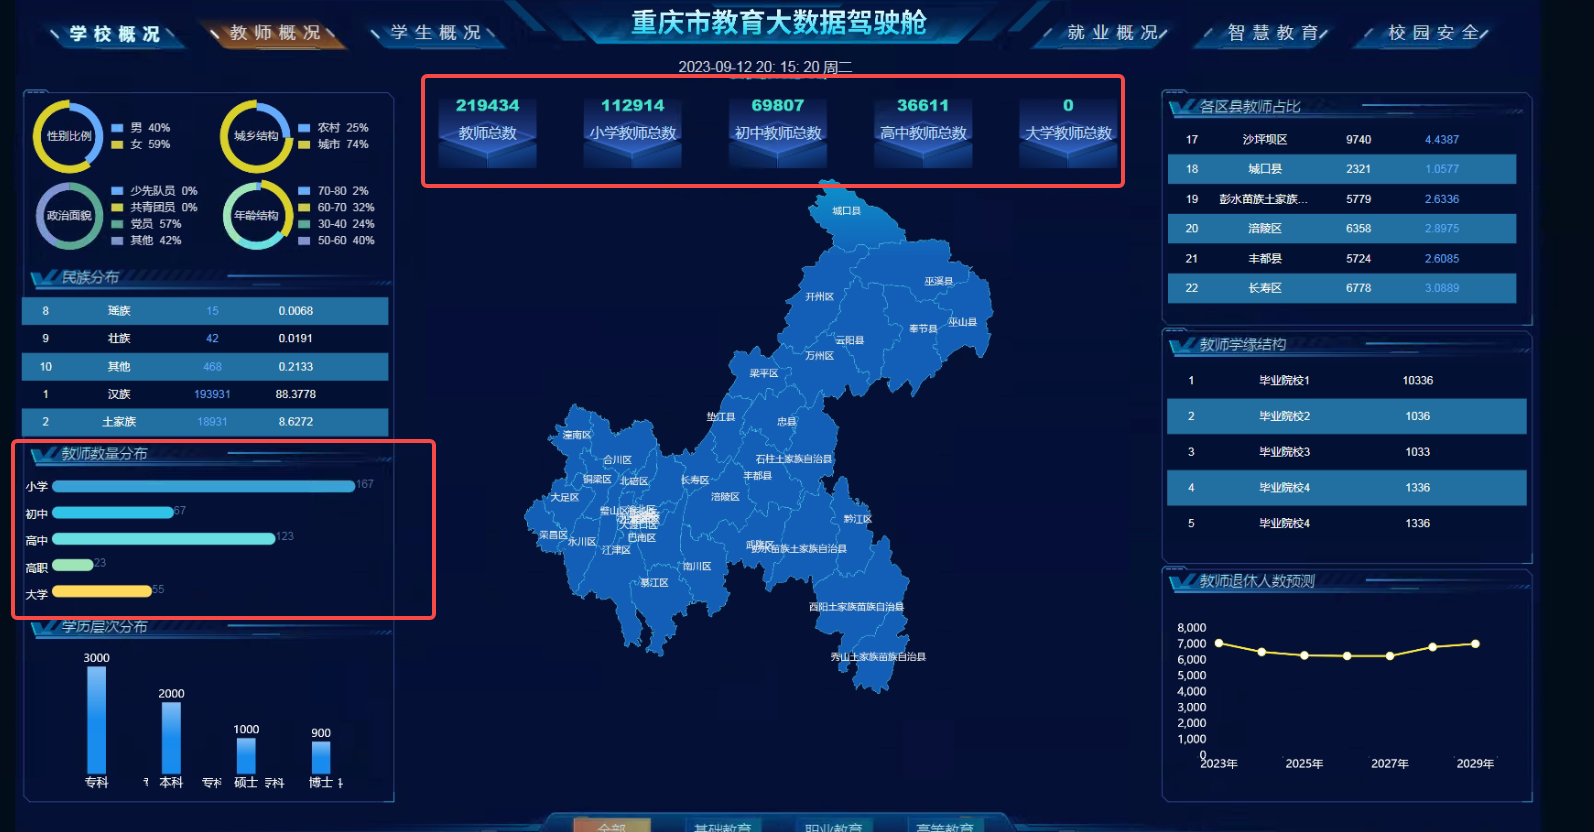 学校概况
教师概况
学生概况
重庆市教育大数据驾驶舱
就业概况
智慧教育
校园安全
2023-09-12 20: 15: 20 周二
219434
教师总数
112914
小学教师总数
69807
初中教师总数
36611
高中教师总数
0
大学教师总数
性别比例
男 40%
女 59%
城乡结构
农村 25%
城市 74%
政治面貌
少先队员 0%
共青团员 0%
党员 57%
其他 42%
年龄结构
70-80 2%
60-70 32%
30-40 24%
50-60 40%
民族分布
8 瑶族 15 0.0068
9 壮族 42 0.0191
10 其他 468 0.2133
1 汉族 193931 88.3778
2 土家族 18931 8.6272
教师数量分布
小学 167
初中 67
高中 123
高职 23
大学 55
学历层次分布
3000
2000
1000
900
专科
本科
专科
硕士
专科
博士
城口县
巫溪县
开州区
巫山县
奉节县
云阳县
万州区
梁平区
垫江县
忠县
潼南区
石柱土家族自治县
合川区
丰都县
铜梁区
北碚区
长寿区
大足区
涪陵区
璧山区
渝北区
黔江区
大渡口区
荣昌区
永川区
巴南区
江津区
武隆区
彭水苗族土家族自治县
南川区
綦江区
酉阳土家族苗族自治县
秀山土家族苗族自治县
各区县教师占比
17 沙坪坝区 9740 4.4387
18 城口县 2321 1.0577
19 彭水苗族土家族... 5779 2.6336
20 涪陵区 6358 2.8975
21 丰都县 5724 2.6085
22 长寿区 6778 3.0889
教师学缘结构
1 毕业院校1 10336
2 毕业院校2 1036
3 毕业院校3 1033
4 毕业院校4 1336
5 毕业院校4 1336
教师退休人数预测
8,000
7,000
6,000
5,000
4,000
3,000
2,000
1,000
0
2023年 2025年 2027年 2029年
全部
基础教育
职业教育
高等教育